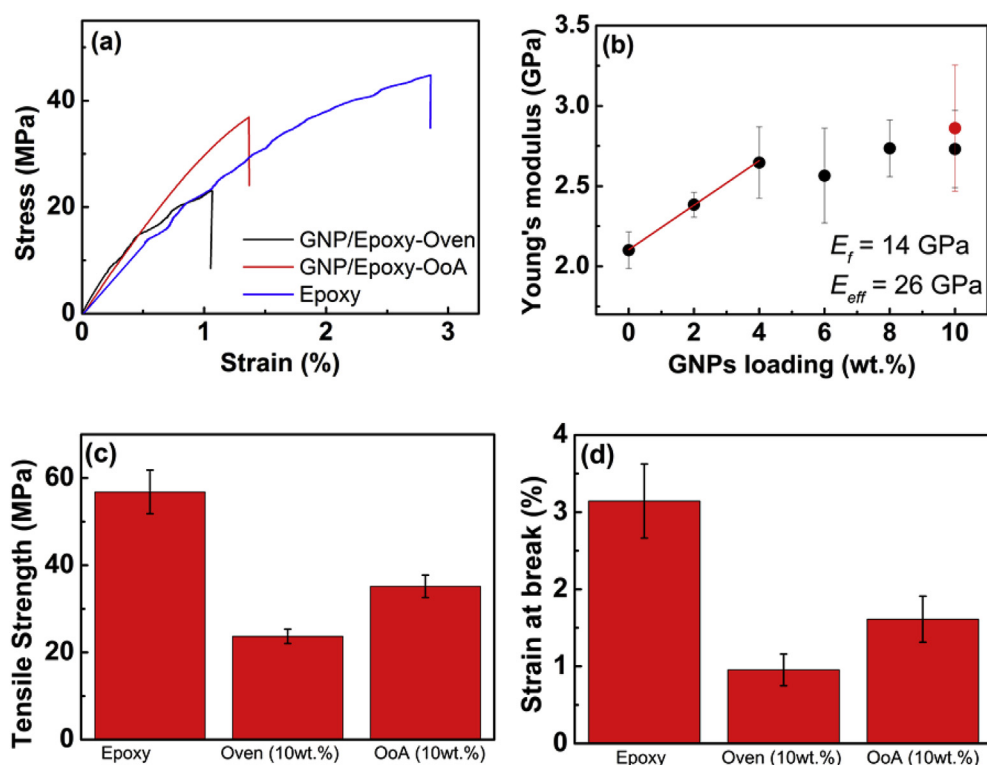 (a)
Stress (MPa)
40
20
0
GNP/Epoxy-Oven
GNP/Epoxy-OoA
Epoxy
0 1 2 3
Strain (%)
(b)
Young's modulus (GPa)
3.5
3.0
2.5
2.0
E_f = 14 GPa
E_eff = 26 GPa
0 2 4 6 8 10
GNPs loading (wt.%)
(c)
Tensile Strength (MPa)
60
40
20
0
Epoxy Oven (10wt.%) OoA (10wt.%)
(d)
Strain at break (%)
4
3
2
1
0
Epoxy Oven (10wt.%) OoA (10wt.%)